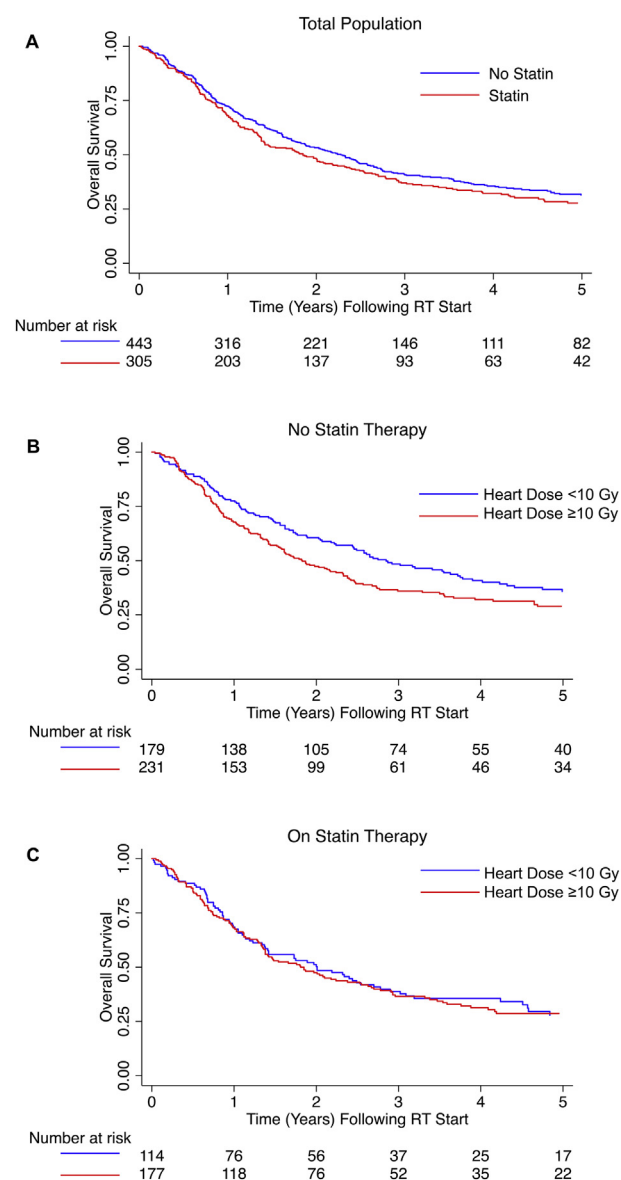 Total Population
A
1.00
0.75
0.50
0.25
0.00
Overall Survival
No Statin
Statin
0 1 2 3 4 5
Time (Years) Following RT Start
Number at risk
443 316 221 146 111 82
305 203 137 93 63 42
No Statin Therapy
B
1.00
0.75
0.50
0.25
0.00
Overall Survival
Heart Dose <10 Gy
Heart Dose ≥10 Gy
0 1 2 3 4 5
Time (Years) Following RT Start
Number at risk
179 138 105 74 55 40
231 153 99 61 46 34
On Statin Therapy
C
1.00
0.75
0.50
0.25
0.00
Overall Survival
Heart Dose <10 Gy
Heart Dose ≥10 Gy
0 1 2 3 4 5
Time (Years) Following RT Start
Number at risk
114 76 56 37 25 17
177 118 76 52 35 22